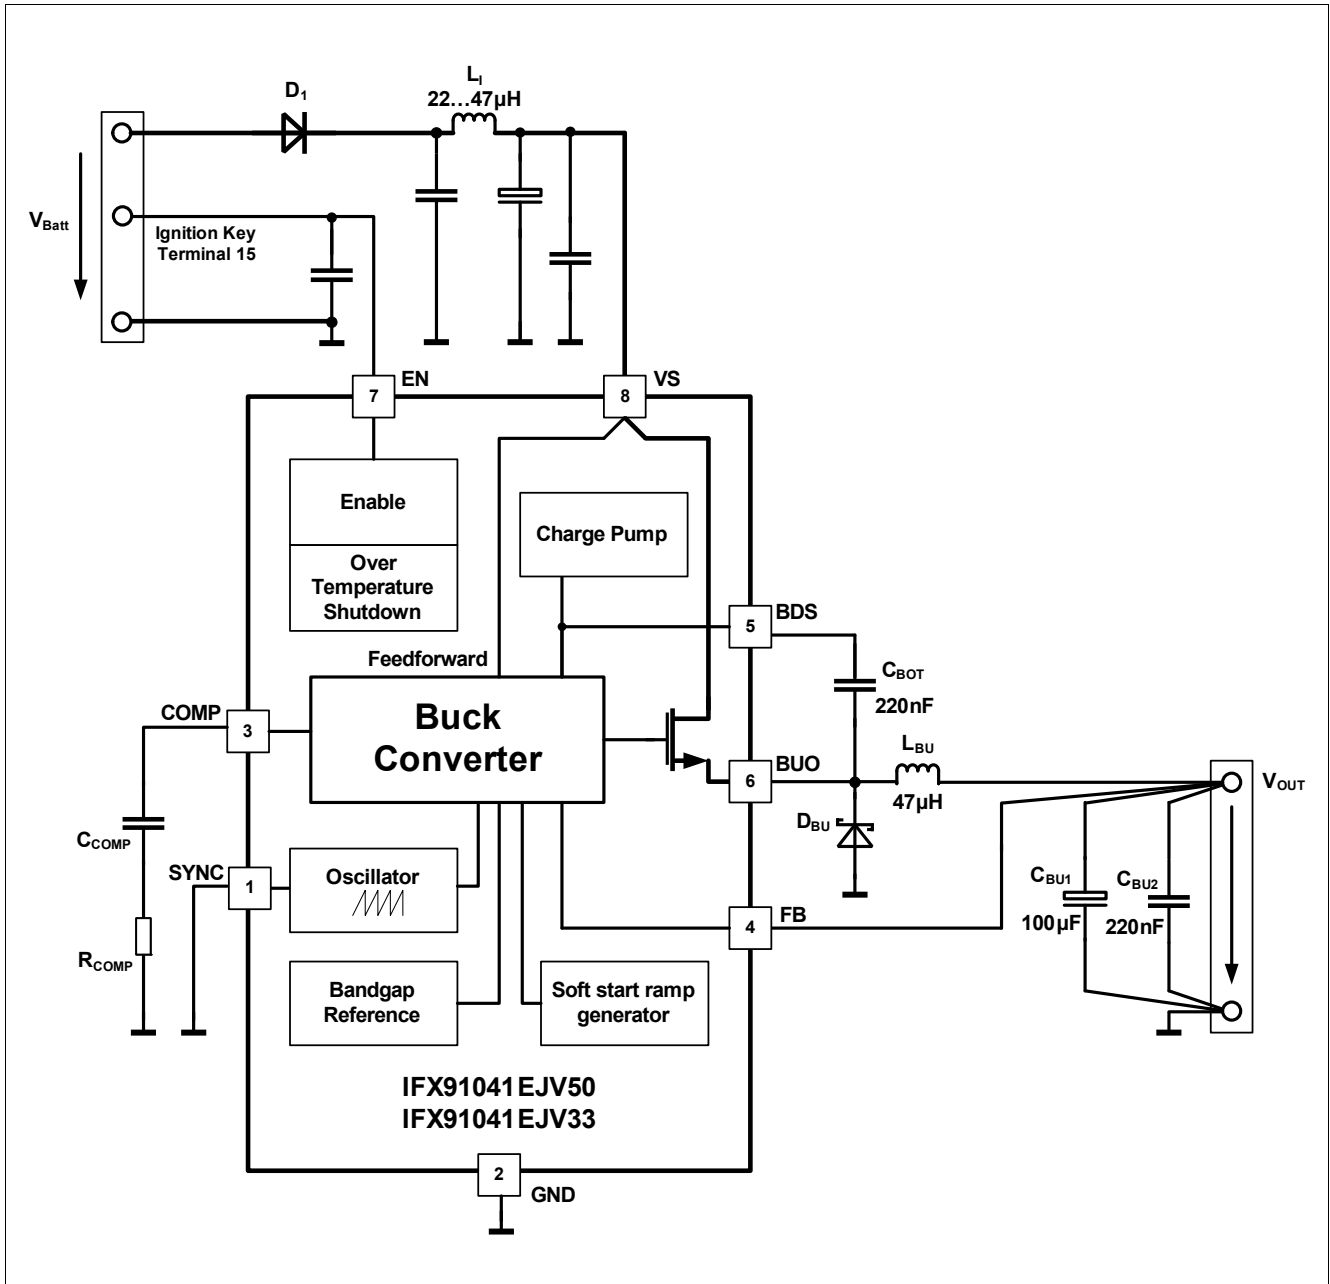 D1
LI
22...47µH
VBatt
Ignition Key
Terminal 15
7
EN
8
VS
Enable
Over
Temperature
Shutdown
Charge Pump
5
BDS
CBOT
220nF
Feedforward
COMP
3
Buck
Converter
6
BUO
LBU
47µH
DBU
VOUT
CCOMP
SYNC
1
Oscillator
4
FB
CBU1
100µF
CBU2
220nF
RCOMP
Bandgap
Reference
Soft start ramp
generator
IFX91041EJV50
IFX91041EJV33
2
GND